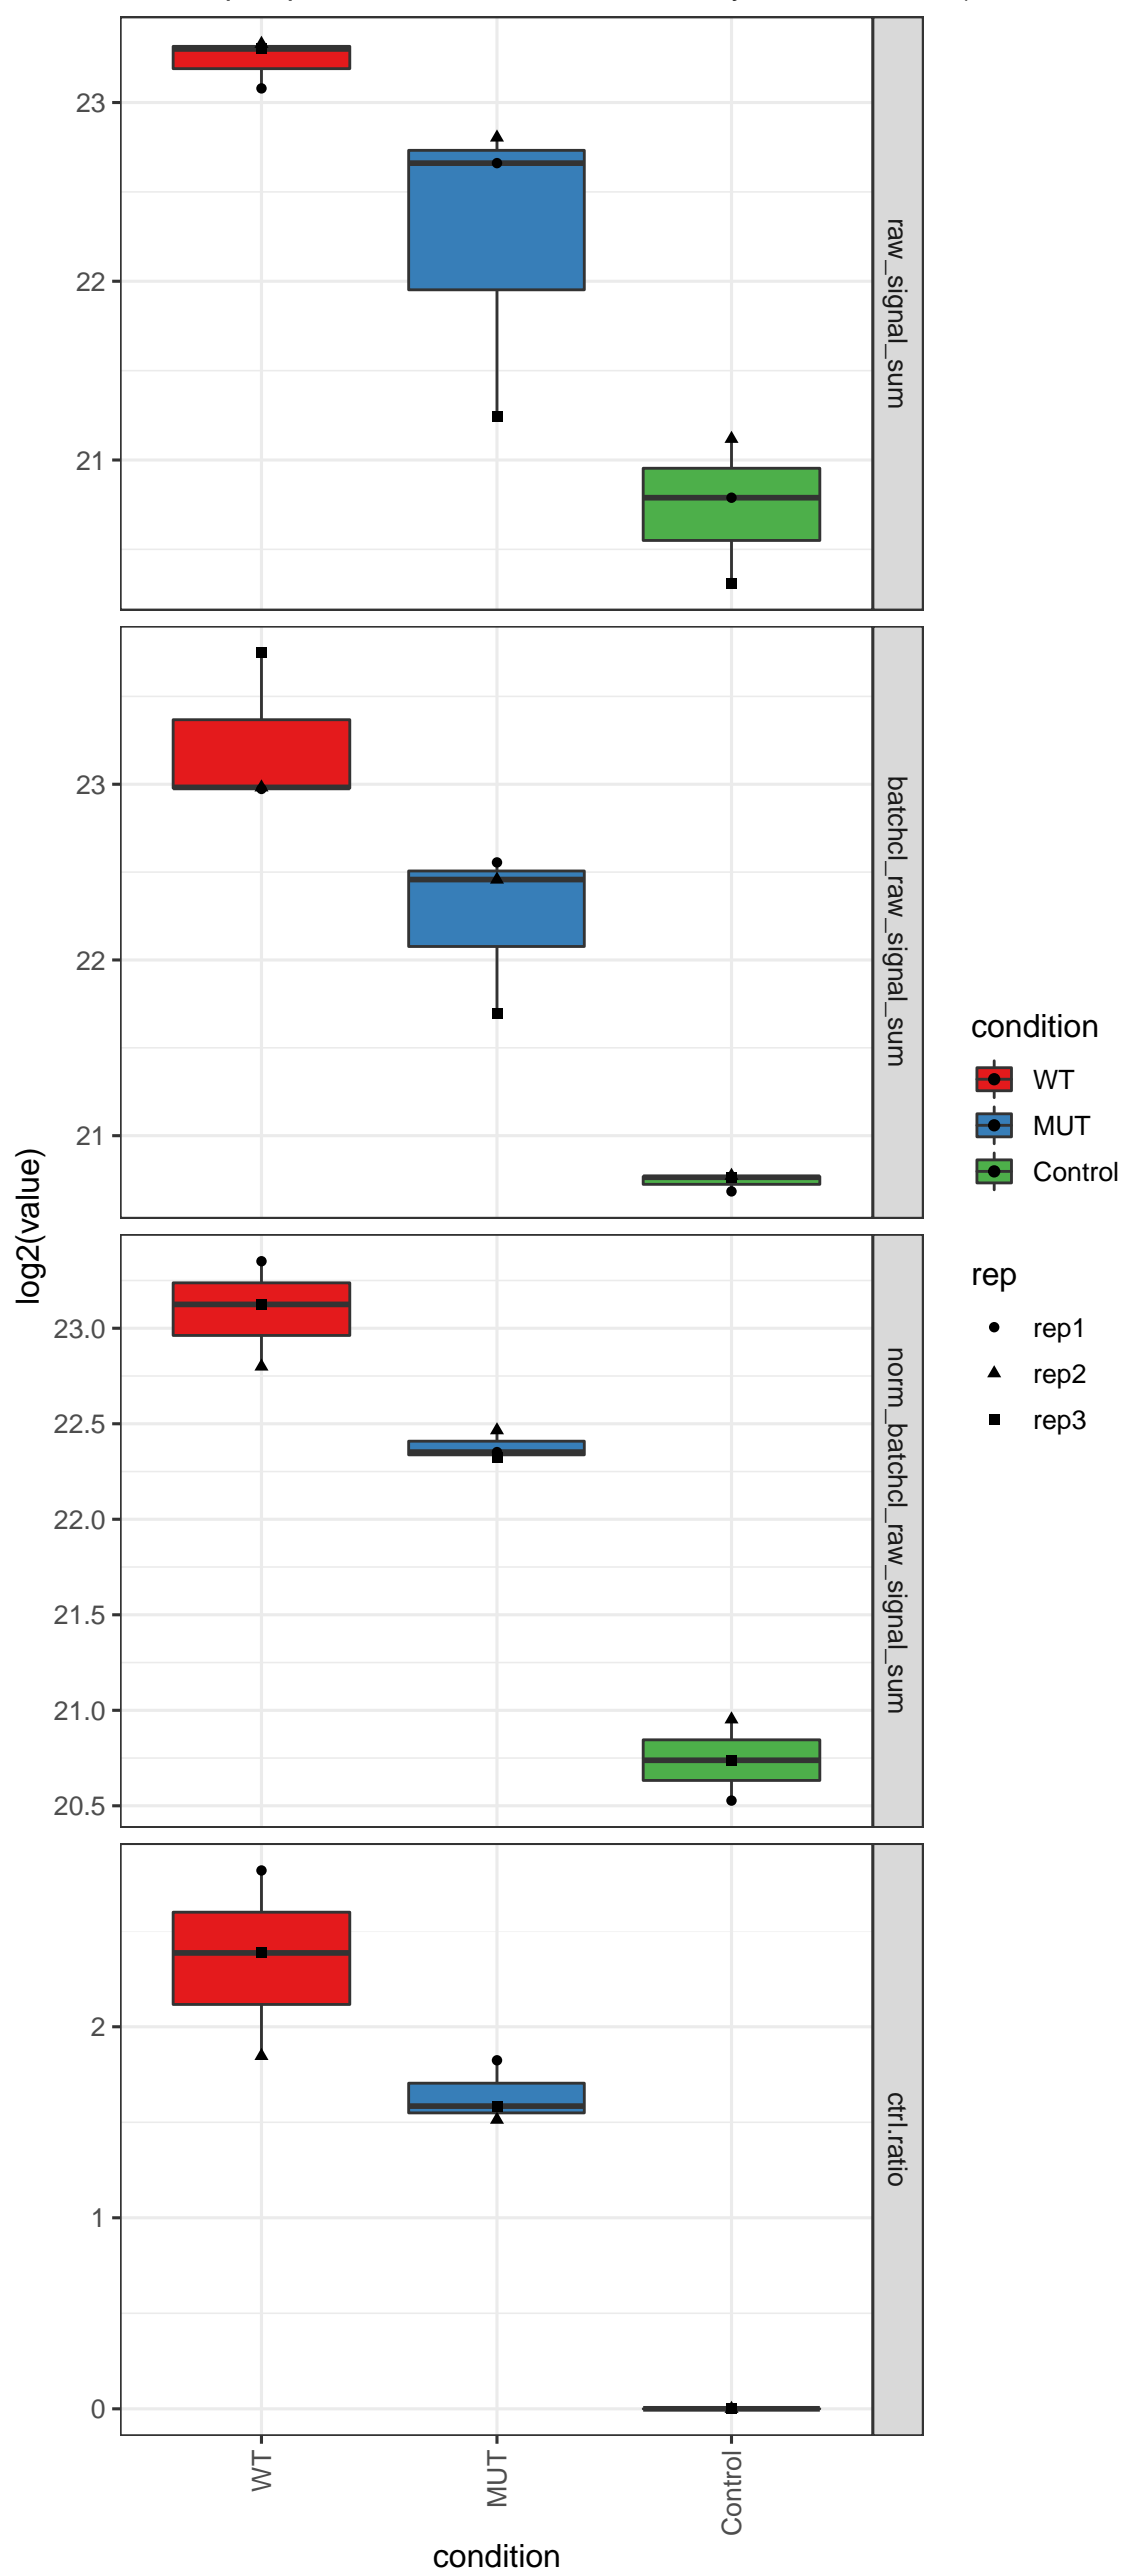 23
22
21
raw_signal_sum
23
22
21
batchcl_raw_signal_sum
23.0
22.5
22.0
21.5
21.0
20.5
norm_batchcl_raw_signal_sum
2
1
0
ctrl.ratio
WT
MUT
Control
condition
log2(value)
condition
WT
MUT
Control
rep
rep1
rep2
rep3